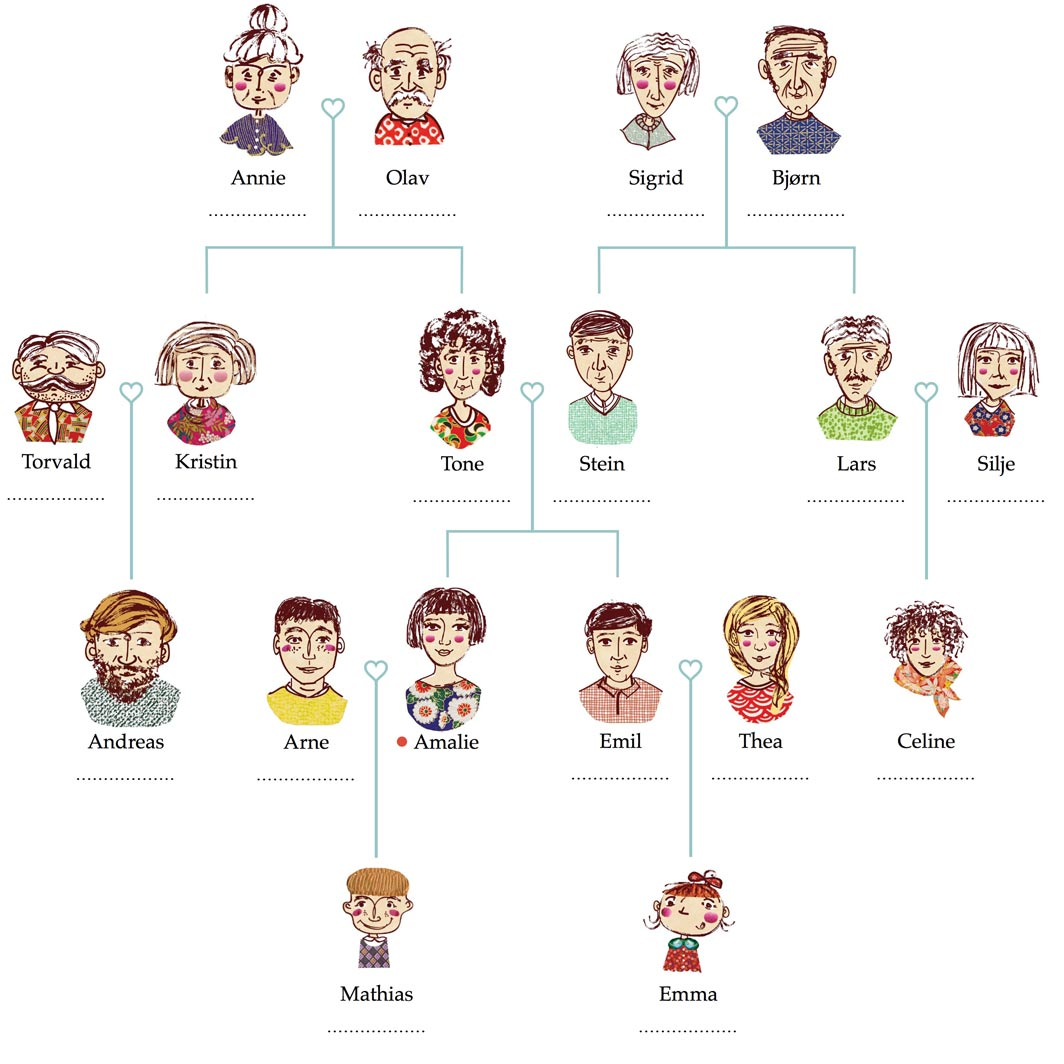 Annie Olav Sigrid Bjørn
Torvald Kristin Tone Stein Lars Silje
Andreas Arne Amalie Emil Thea Celine
Mathias Emma